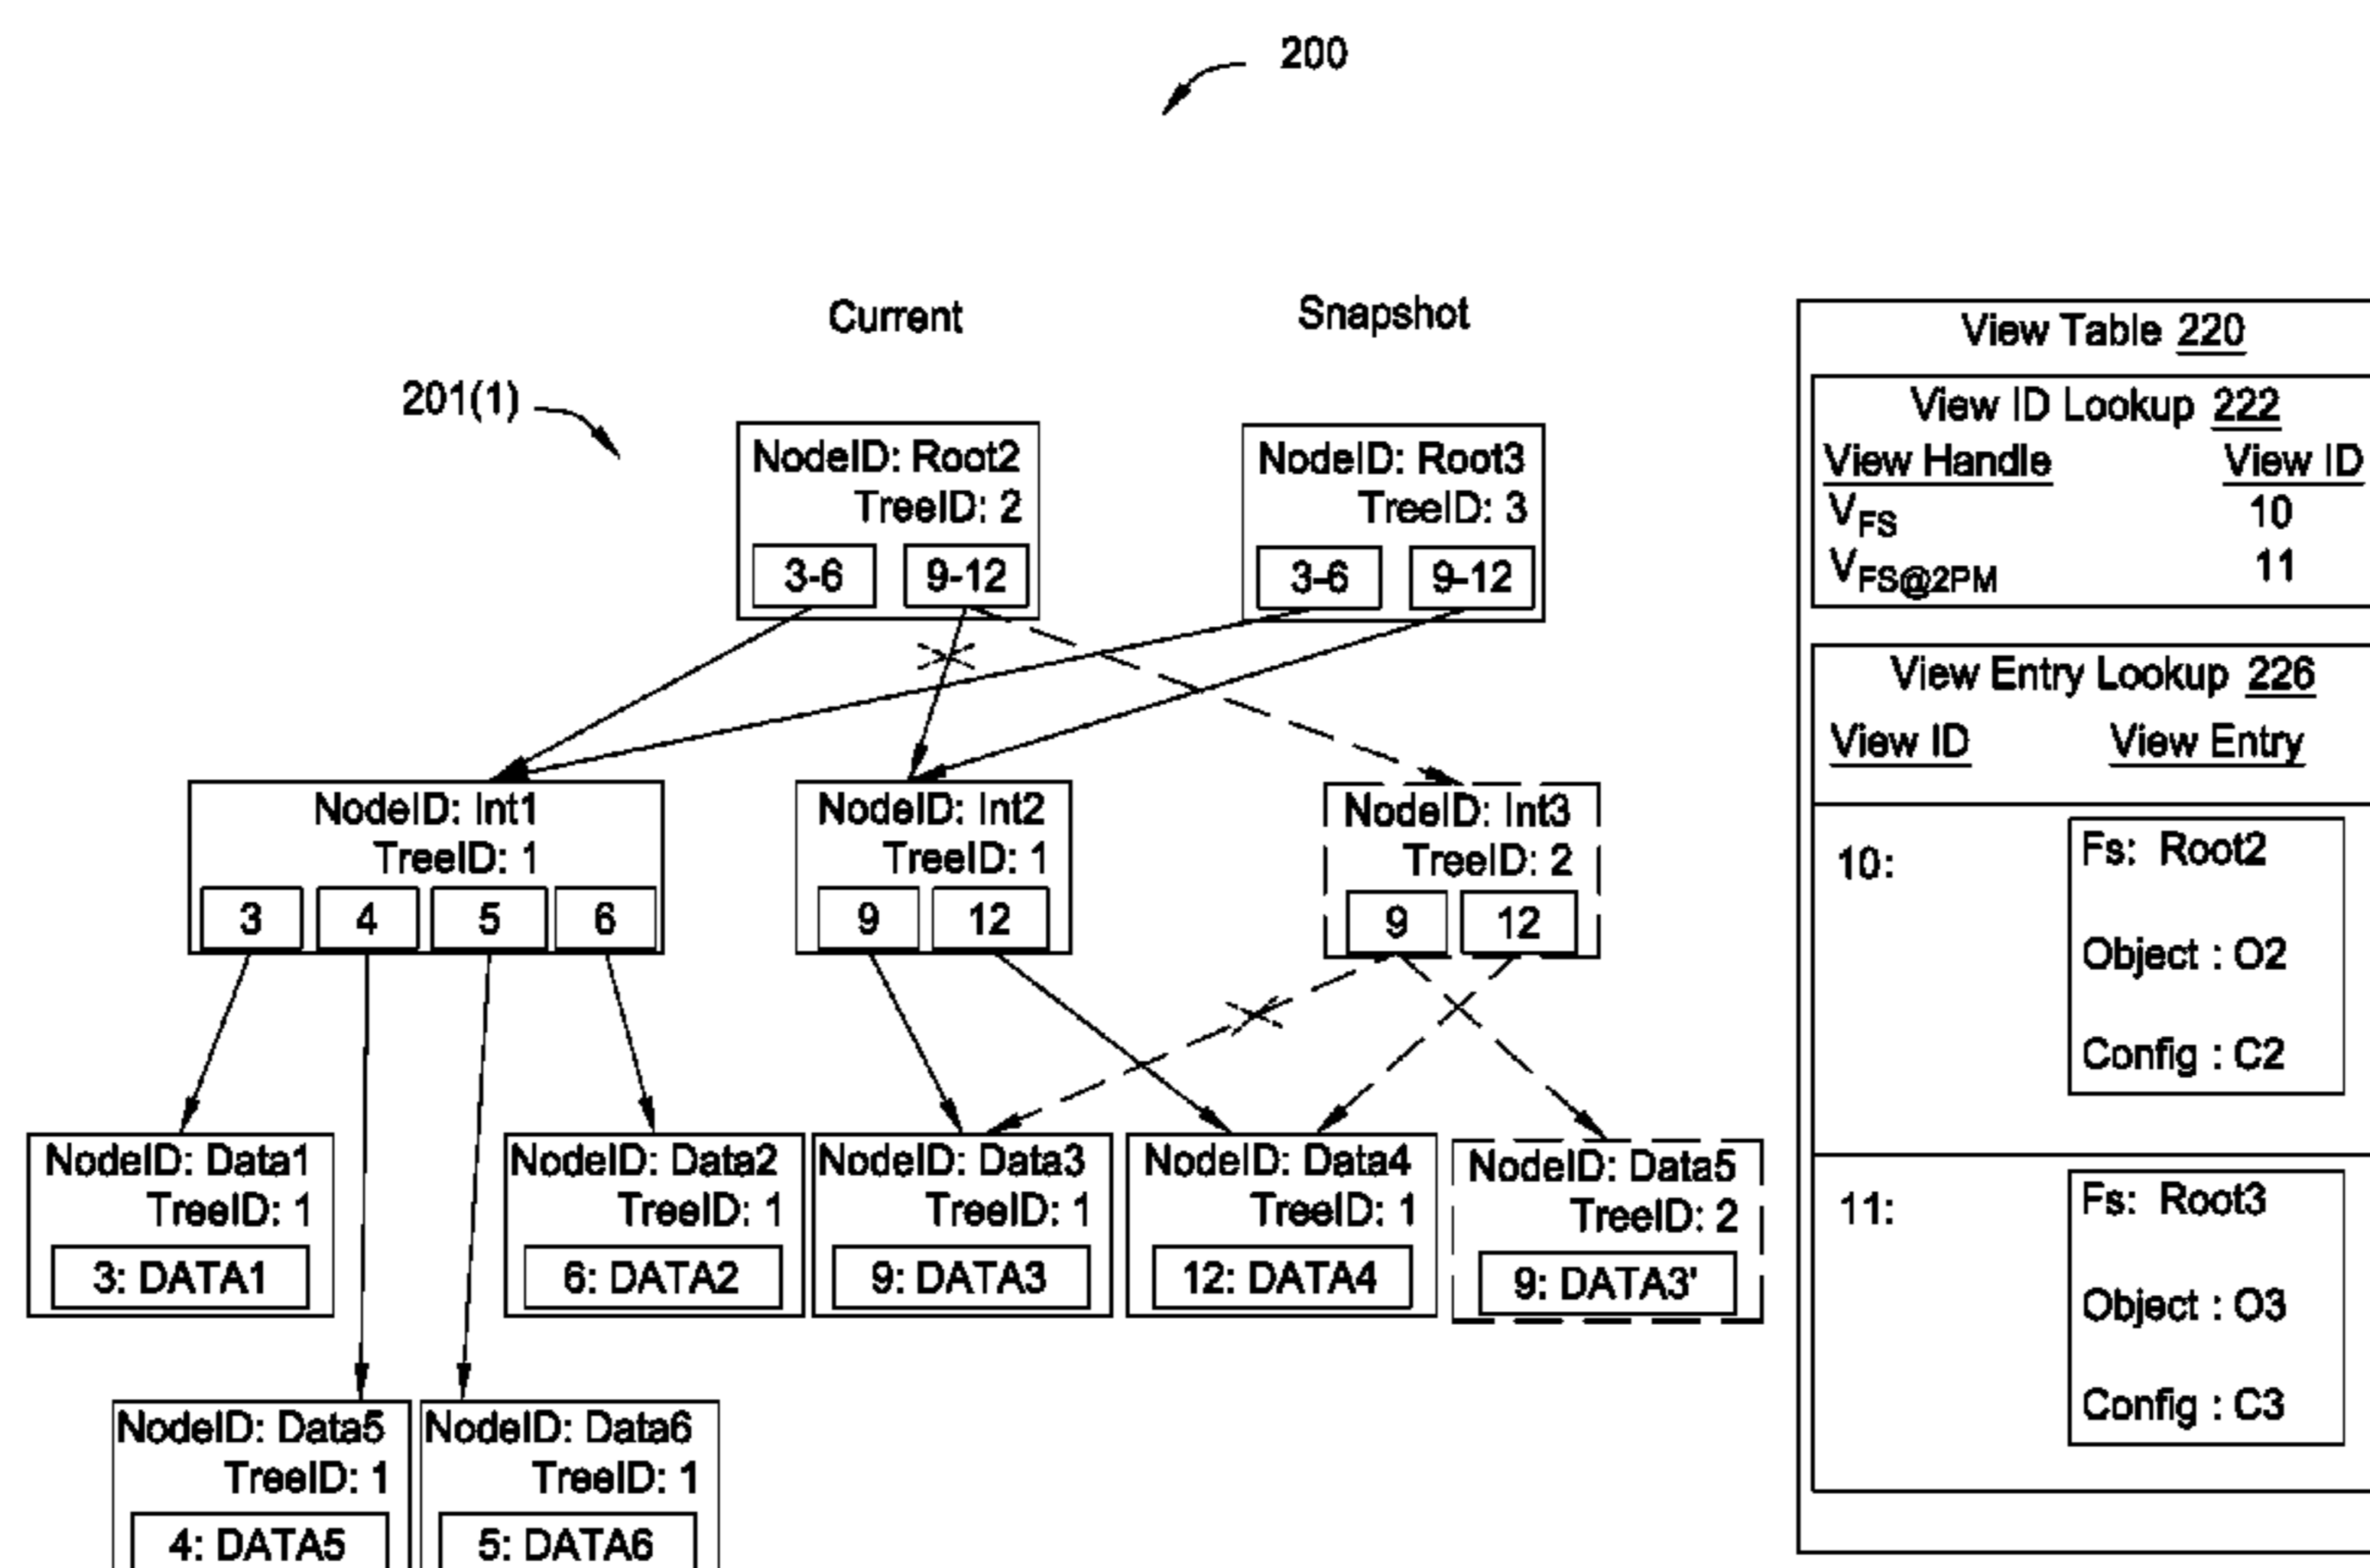 200
Current
Snapshot
201(1)
NodeID: Root2
TreeID: 2
3-6 9-12
NodeID: Root3
TreeID: 3
3-6 9-12
NodeID: Int1
TreeID: 1
3 4 5 6
NodeID: Int2
TreeID: 1
9 12
NodeID: Int3
TreeID: 2
9 12
NodeID: Data1
TreeID: 1
3: DATA1
NodeID: Data2
TreeID: 1
6: DATA2
NodeID: Data3
TreeID: 1
9: DATA3
NodeID: Data4
TreeID: 1
12: DATA4
NodeID: Data5
TreeID: 2
9: DATA3'
NodeID: Data5
TreeID: 1
4: DATA5
NodeID: Data6
TreeID: 1
5: DATA6
View Table 220
View ID Lookup 222
View Handle View ID
VFS 10
VFS@2PM 11
View Entry Lookup 226
View ID View Entry
10:
Fs: Root2
Object : O2
Config : C2
11:
Fs: Root3
Object : O3
Config : C3